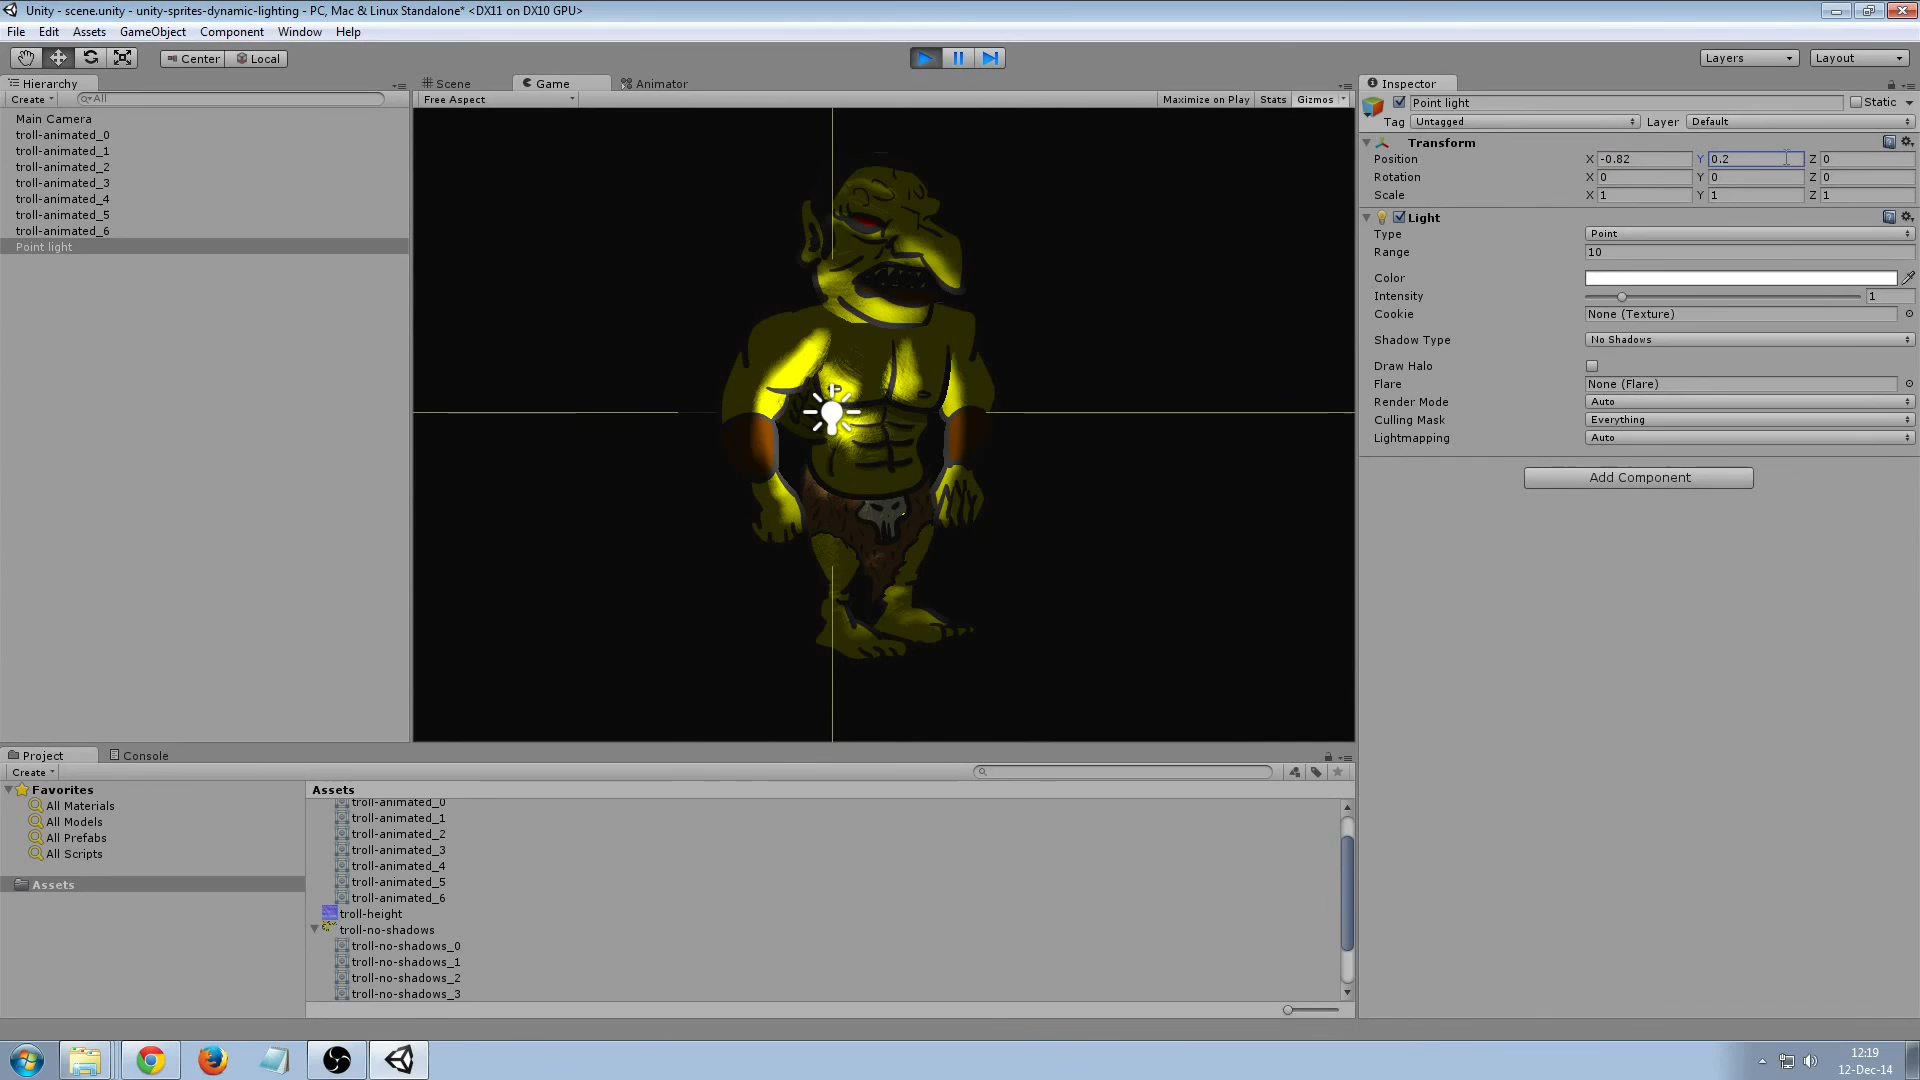 Unity - scene.unity - unity-sprites-dynamic-lighting - PC, Mac & Linux Standalone* <DX11 on DX10 GPU>
File Edit Assets GameObject Component Window Help
Center Local Layers Layout
Hierarchy
Create All
Main Camera
troll-animated_0
troll-animated_1
troll-animated_2
troll-animated_3
troll-animated_4
troll-animated_5
troll-animated_6
Point light
Scene Game Animator
Free Aspect Maximize on Play Stats Gizmos
Inspector
Point light Static
Tag Untagged Layer Default
Transform
Position X -0.82 Y 0.2 Z 0
Rotation X 0 Y 0 Z 0
Scale X 1 Y 1 Z 1
Light
Type Point
Range 10
Color
Intensity 1
Cookie None (Texture)
Shadow Type No Shadows
Draw Halo
Flare None (Flare)
Render Mode Auto
Culling Mask Everything
Lightmapping Auto
Add Component
Project Console
Create
Favorites
All Materials
All Models
All Prefabs
All Scripts
Assets
Assets
troll-animated_0
troll-animated_1
troll-animated_2
troll-animated_3
troll-animated_4
troll-animated_5
troll-animated_6
troll-height
troll-no-shadows
troll-no-shadows_0
troll-no-shadows_1
troll-no-shadows_2
troll-no-shadows_3
12:19
12-Dec-14